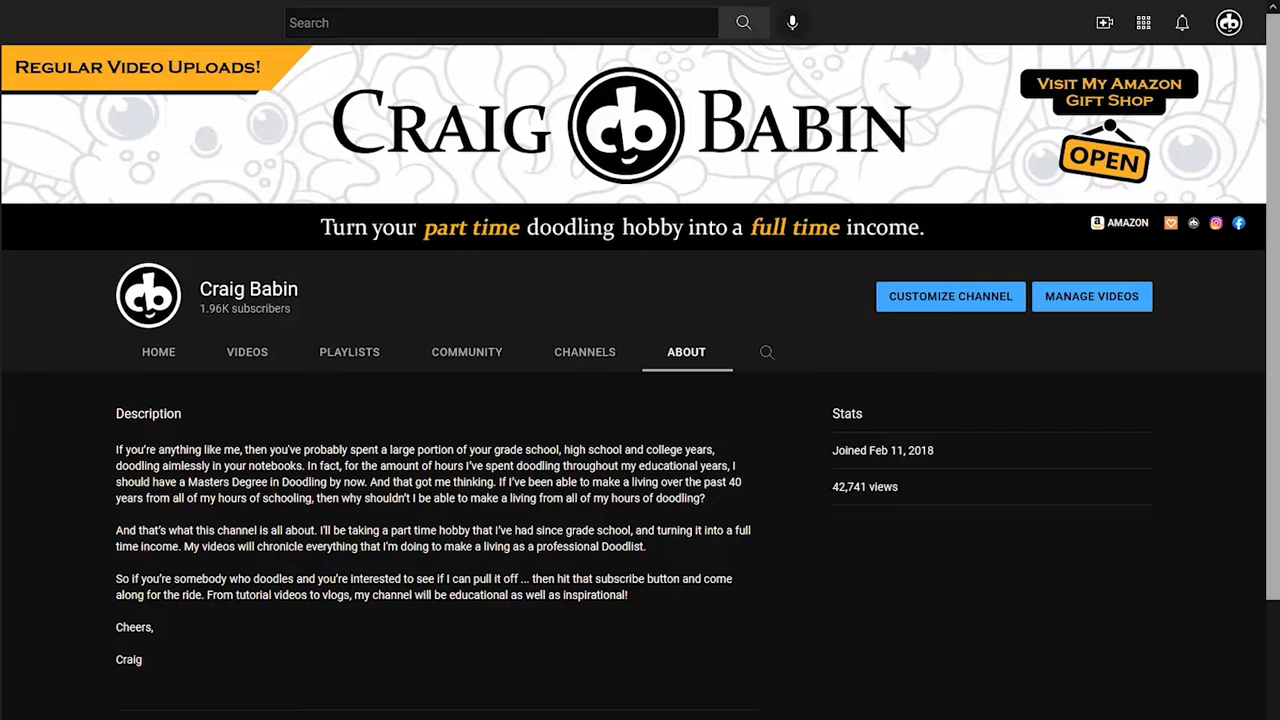 Search
REGULAR VIDEO UPLOADS!
CRAIG
BABIN
VISIT MY AMAZON
GIFT SHOP
OPEN
Turn your part time doodling hobby into a full time income.
AMAZON
Craig Babin
1.96K subscribers
CUSTOMIZE CHANNEL
MANAGE VIDEOS
HOME
VIDEOS
PLAYLISTS
COMMUNITY
CHANNELS
ABOUT
Description
If you're anything like me, then you've probably spent a large portion of your grade school, high school and college years,
doodling aimlessly in your notebooks. In fact, for the amount of hours I've spent doodling throughout my educational years, I
should have a Masters Degree in Doodling by now. And that got me thinking. If I've been able to make a living over the past 40
years from all of my hours of schooling, then why shouldn't I be able to make a living from all of my hours of doodling?
And that's what this channel is all about. I'll be taking a part time hobby that I've had since grade school, and turning it into a full
time income. My videos will chronicle everything that I'm doing to make a living as a professional Doodlist.
So if you're somebody who doodles and you're interested to see if I can pull it off ... then hit that subscribe button and come
along for the ride. From tutorial videos to vlogs, my channel will be educational as well as inspirational!
Cheers,
Craig
Stats
Joined Feb 11, 2018
42,741 views